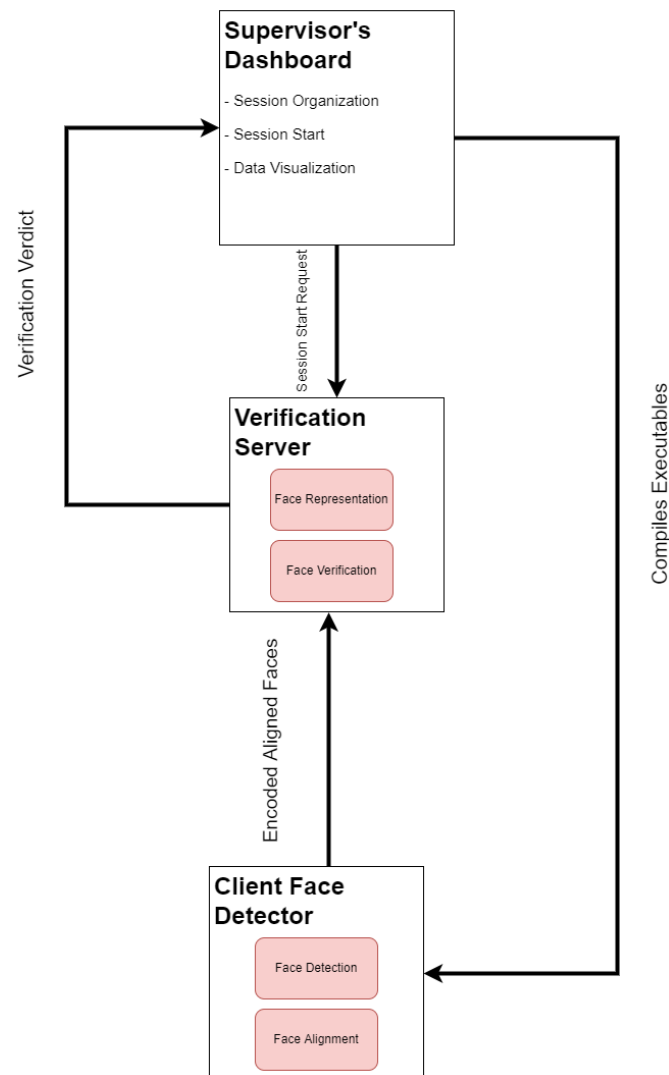 Supervisor's
Dashboard
- Session Organization
- Session Start
- Data Visualization
Verification Verdict
Session Start Request
Compiles Executables
Verification
Server
Face Representation
Face Verification
Encoded Aligned Faces
Client Face
Detector
Face Detection
Face Alignment